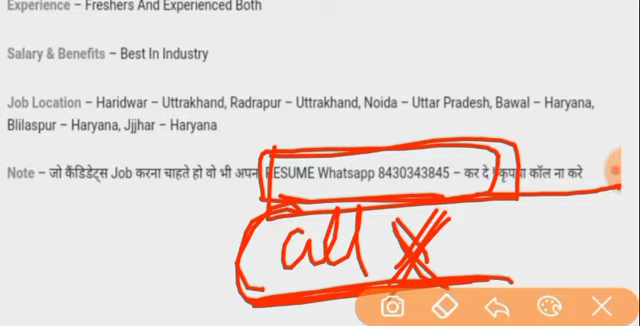 Experience – Freshers And Experienced Both
Salary & Benefits – Best In Industry
Job Location – Haridwar – Uttrakhand, Radrapur – Uttrakhand, Noida – Uttar Pradesh, Bawal – Haryana,
Blilaspur – Haryana, Jjjhar – Haryana
Note – जो कैंडिडेट्स Job करना चाहते हो वो भी अपना RESUME Whatsapp 8430343845 – कर दे ! कृपया कॉल ना करे
call X